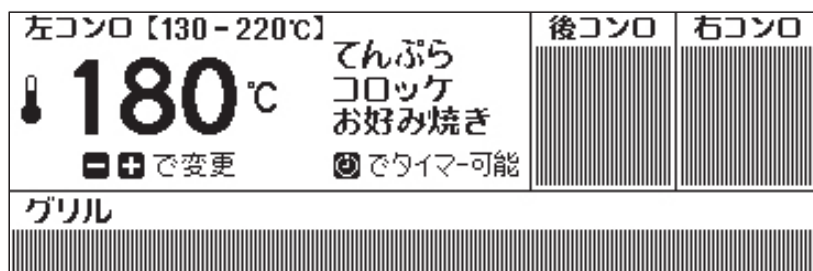 左コンロ【130-220℃】
180℃
てんぷら
コロッケ
お好み焼き
➖➕で変更
でタイマー可能
後コンロ
右コンロ
グリル